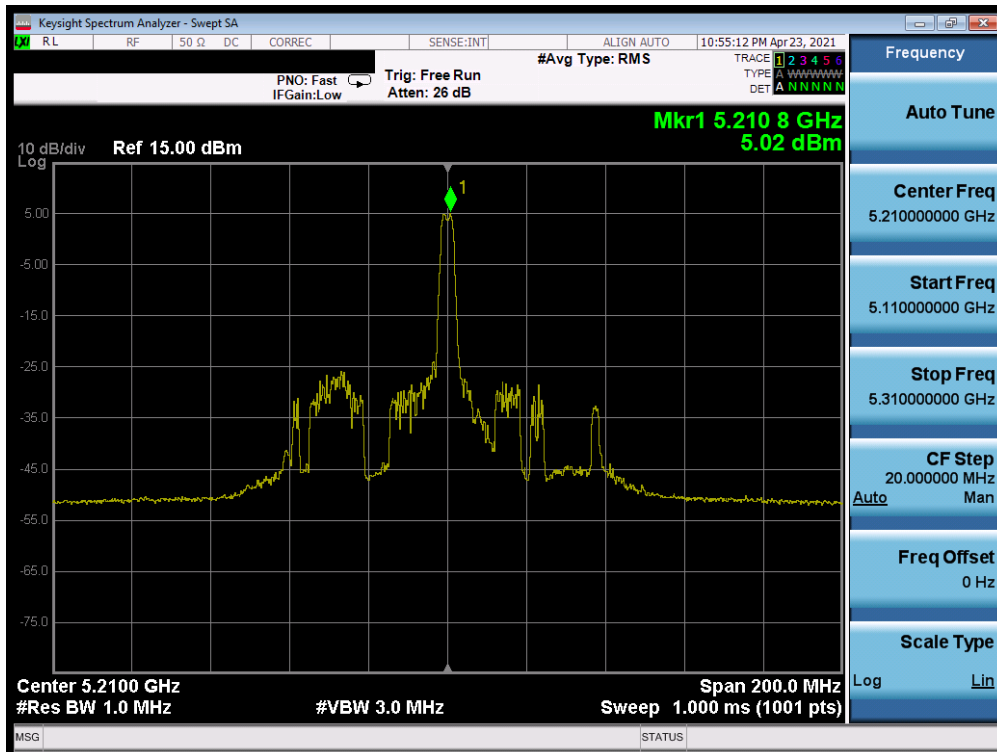 Keysight Spectrum Analyzer - Swept SA
LXI RL RF 50 Ω DC CORREC SENSE:INT ALIGN AUTO 10:55:12 PM Apr 23, 2021
#Avg Type: RMS TRACE 1 2 3 4 5 6
PNO: Fast Trig: Free Run TYPE A WWWWW
IFGain:Low Atten: 26 dB DET A N N N N N
Mkr1 5.210 8 GHz
5.02 dBm
10 dB/div Ref 15.00 dBm
Log
1
5.00
-5.00
-15.0
-25.0
-35.0
-45.0
-55.0
-65.0
-75.0
Center 5.2100 GHz Span 200.0 MHz
#Res BW 1.0 MHz #VBW 3.0 MHz Sweep 1.000 ms (1001 pts)
MSG STATUS
Frequency
Auto Tune
Center Freq
5.210000000 GHz
Start Freq
5.110000000 GHz
Stop Freq
5.310000000 GHz
CF Step
20.000000 MHz
Auto Man
Freq Offset
0 Hz
Scale Type
Log Lin